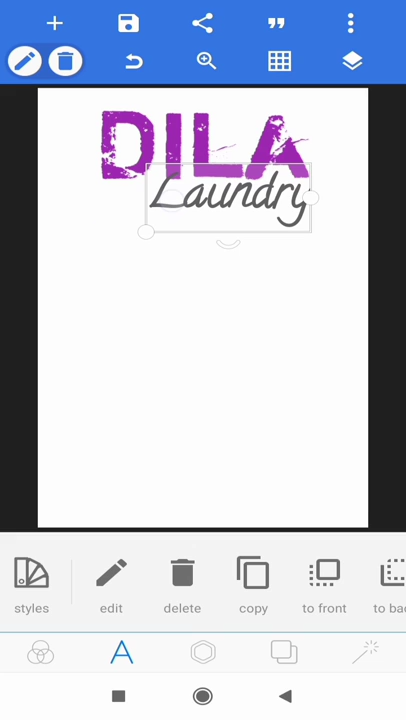 DILA
Laundry
styles
edit
delete
copy
to front